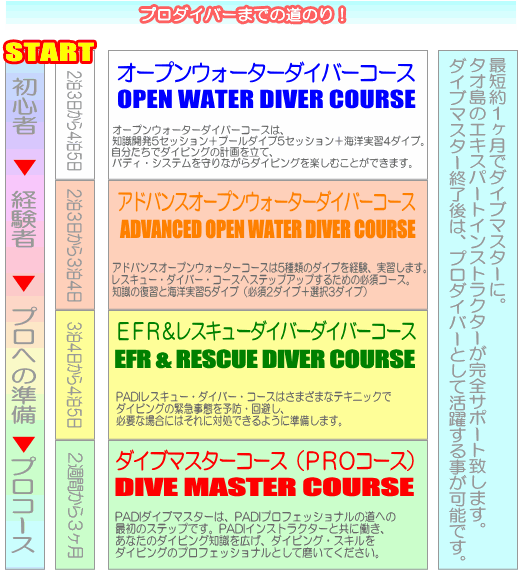 プロダイバーまでの道のり！
START
初心者
▼
経験者
▼
プロへの準備
▼
プロコース
2泊3日から4泊5日
オープンウォーターダイバーコース
OPEN WATER DIVER COURSE
オープンウォーターダイバーコースは、
知識開発5セッション＋プールダイブ5セッション＋海洋実習4ダイブ。
自分たちでダイビングの計画を立て、
バディ・システムを守りながらダイビングを楽しむことができます。
2泊3日から3泊4日
アドバンスオープンウォーターダイバーコース
ADVANCED OPEN WATER DIVER COURSE
アドバンスオープンウォーターコースは5種類のダイブを経験、実習します。
レスキュー・ダイバー・コースへステップアップするための必須コース。
知識の復習と海洋実習5ダイブ（必須2ダイブ＋選択3ダイブ）
3泊4日から4泊5日
ＥＦＲ＆レスキューダイバーダイバーコース
EFR & RESCUE DIVER COURSE
PADIレスキュー・ダイバー・コースはさまざまなテキニックで
ダイビングの緊急事態を予防・回避し、
必要な場合にはそれに対処できるように準備します。
2週間から3ヶ月
ダイブマスターコース（ＰＲＯコース）
DIVE MASTER COURSE
PADIダイブマスターは、PADIプロフェッショナルの道への
最初のステップです。PADIインストラクターと共に働き、
あなたのダイビング知識を広げ、ダイビング・スキルを
ダイビングのプロフェッショナルとして磨いてください。
最短約1ヶ月でダイブマスターに。
タオ島のエキスパートインストラクターが完全サポート致します。
ダイブマスター終了後は、プロダイバーとして活躍する事が可能です。